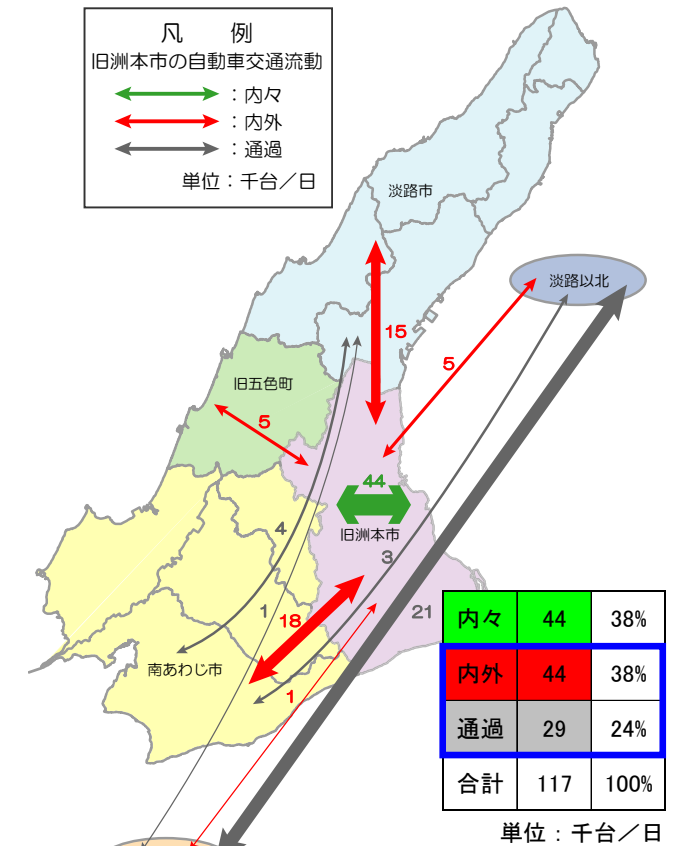 凡 例
旧洲本市の自動車交通流動
：内々
：内外
：通過
単位：千台／日
淡路市
淡路以北
15
5
旧五色町
5
44
旧洲本市
4
3
1
18
21
南あわじ市
1
内々 44 38%
内外 44 38%
通過 29 24%
合計 117 100%
単位：千台／日